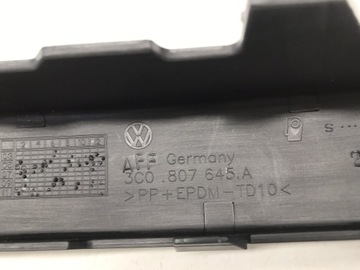 AFF Germany
3C0.807 645.A
>PP+EPDM-TD10<
S